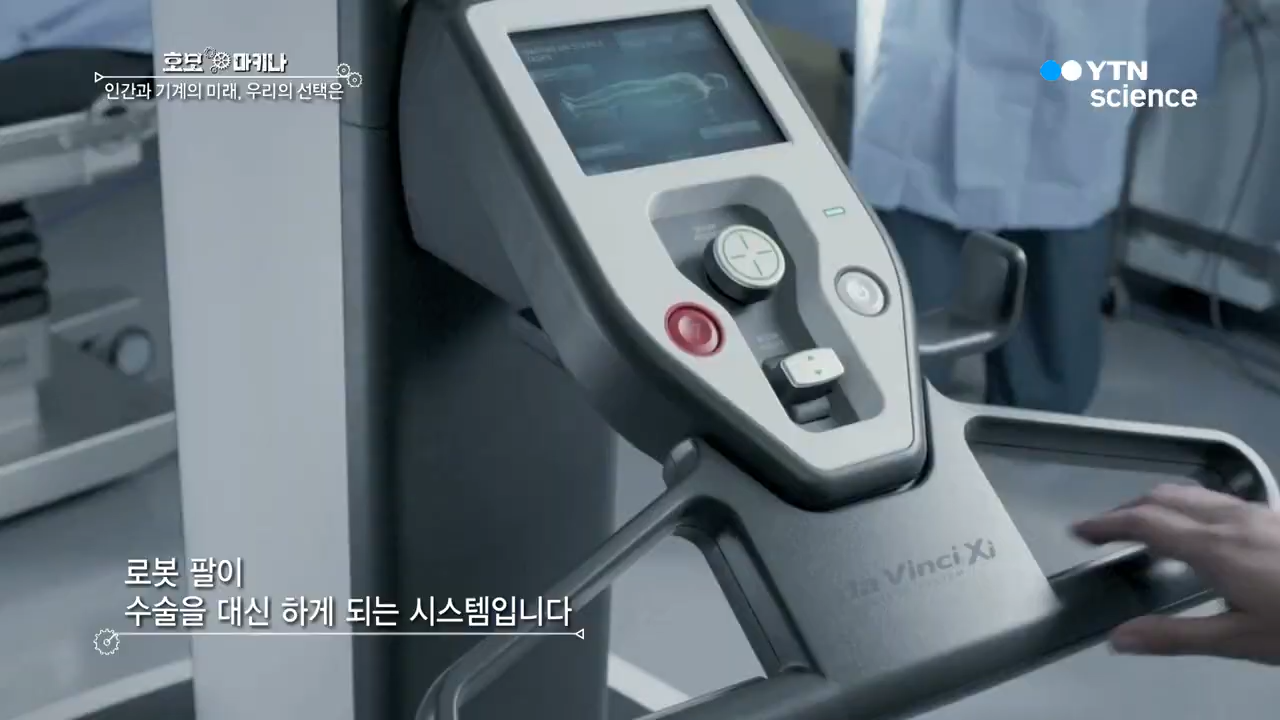 호모 마키나
인간과 기계의 미래, 우리의 선택은
YTN
science
da Vinci Xi
로봇 팔이
수술을 대신 하게 되는 시스템입니다